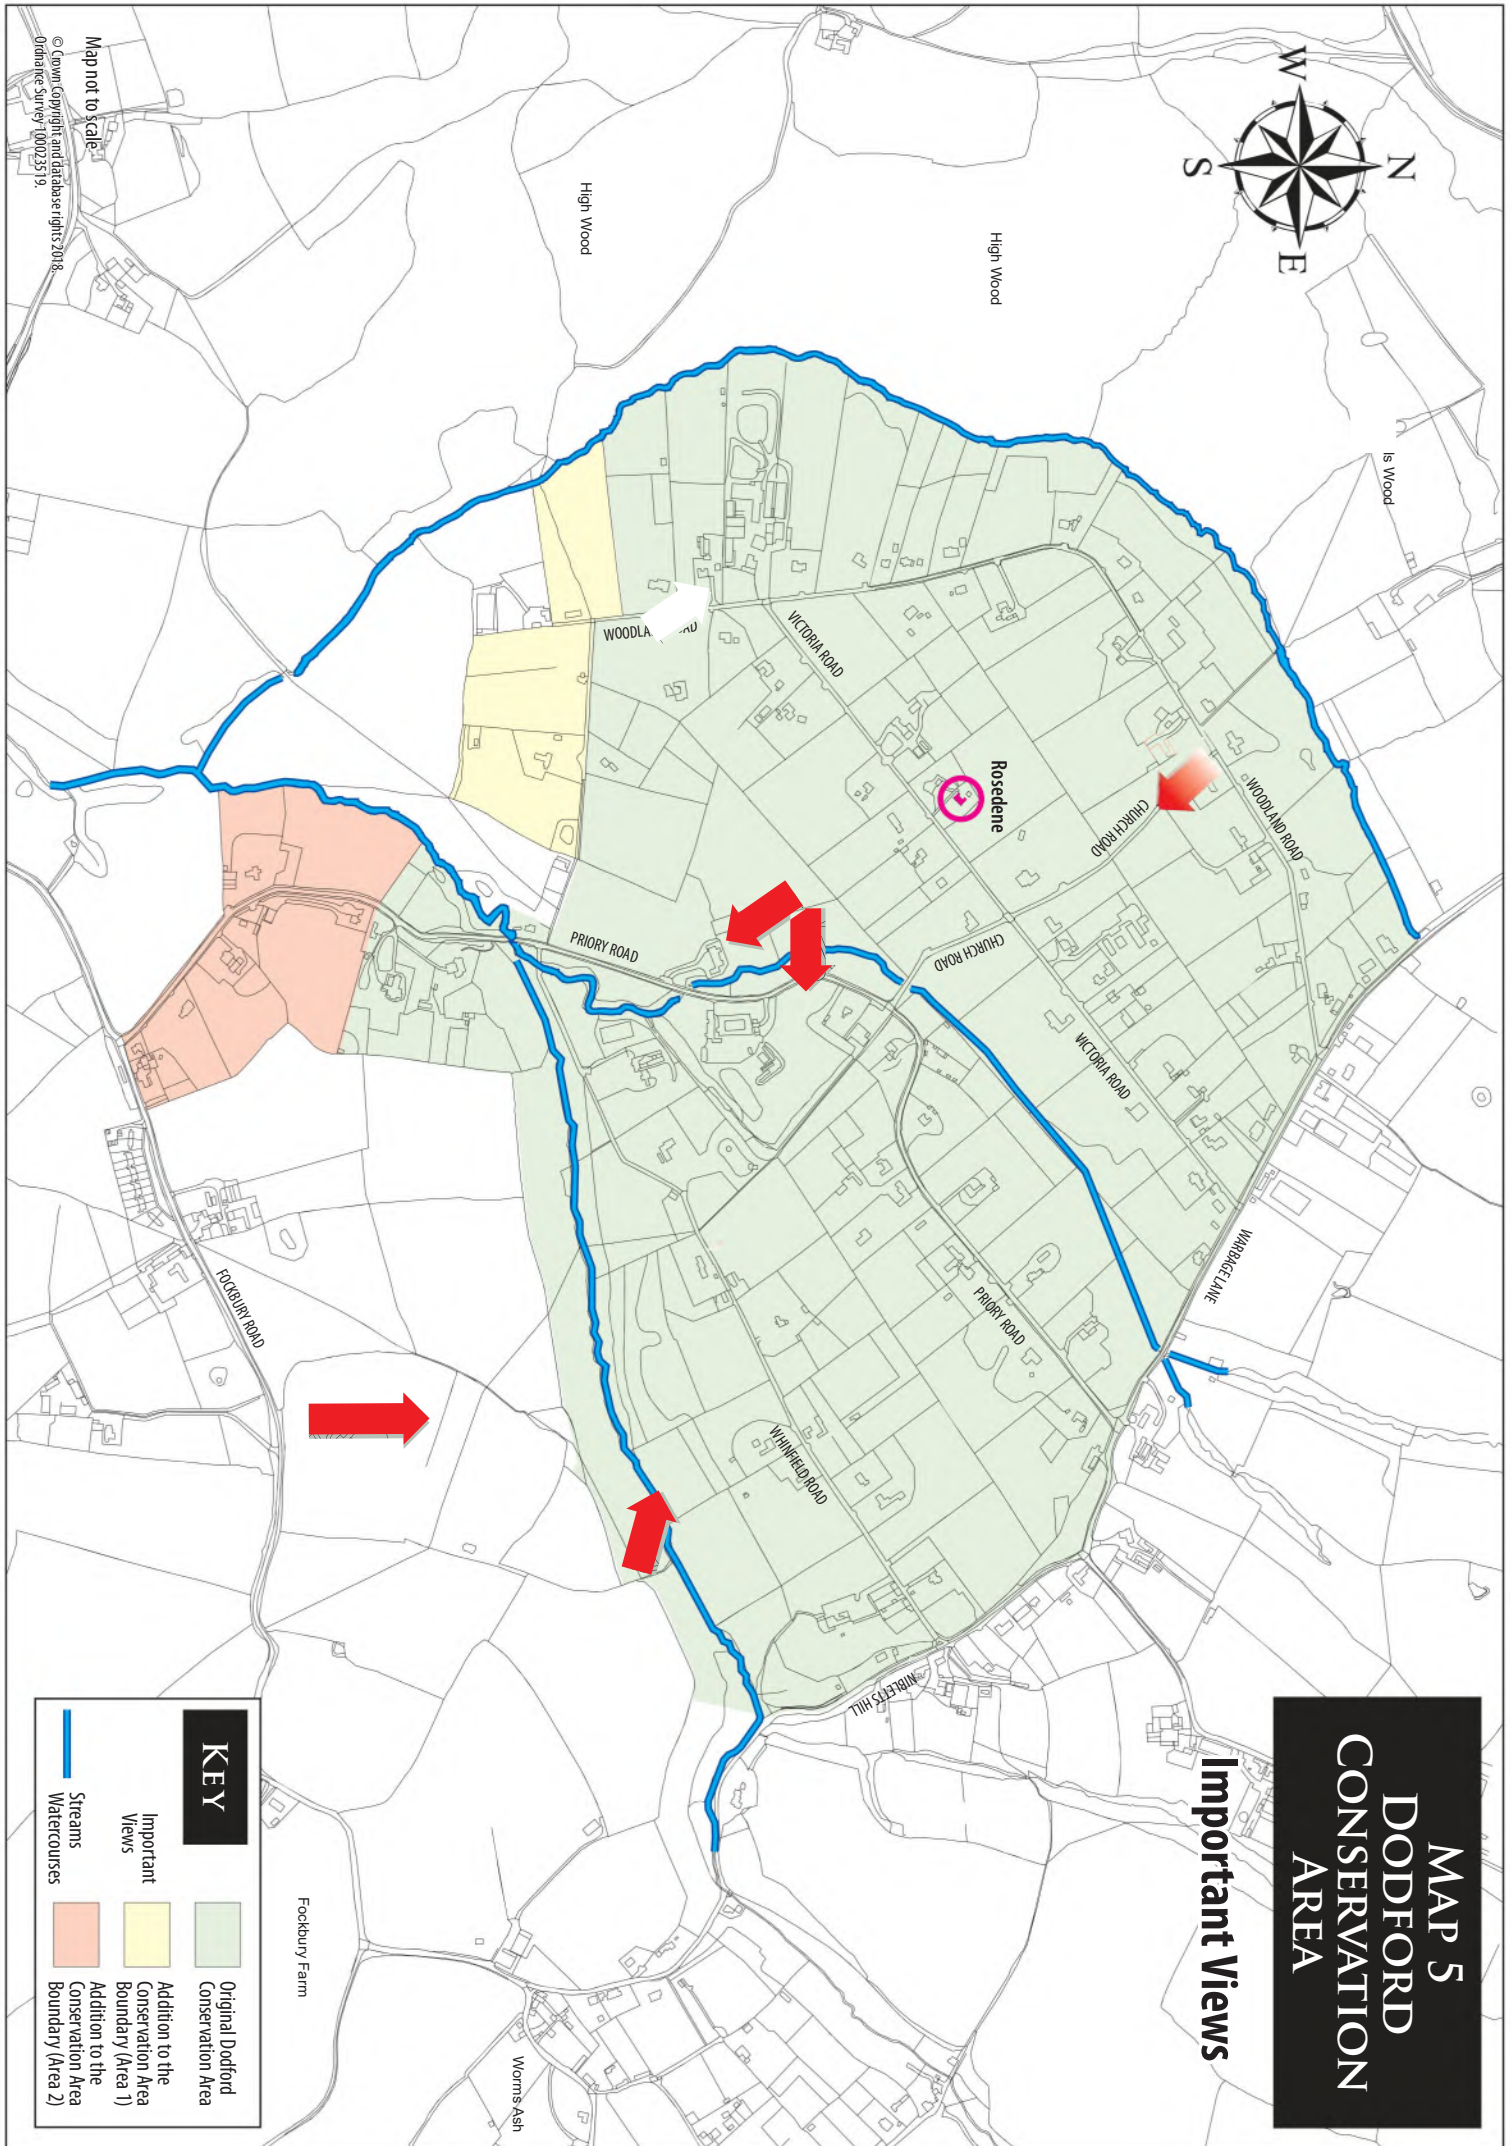 MAP 5
DODFORD
CONSERVATION
AREA
Important Views
N
E
S
W
Is Wood
High Wood
High Wood
WOODLAND ROAD
CHURCH ROAD
VICTORIA ROAD
Rosedene
CHURCH ROAD
VICTORIA ROAD
WARBAGE LANE
PRIORY ROAD
PRIORY ROAD
WHINFIELD ROAD
NIBLETTS HILL
FOCKBURY ROAD
Fockbury Farm
Worms Ash
KEY
Important
Views
Streams
Watercourses
Original Dodford
Conservation Area
Addition to the
Conservation Area
Boundary (Area 1)
Addition to the
Conservation Area
Boundary (Area 2)
Map not to scale
© Crown Copyright and database rights 2018.
Ordnance Survey 100023519.